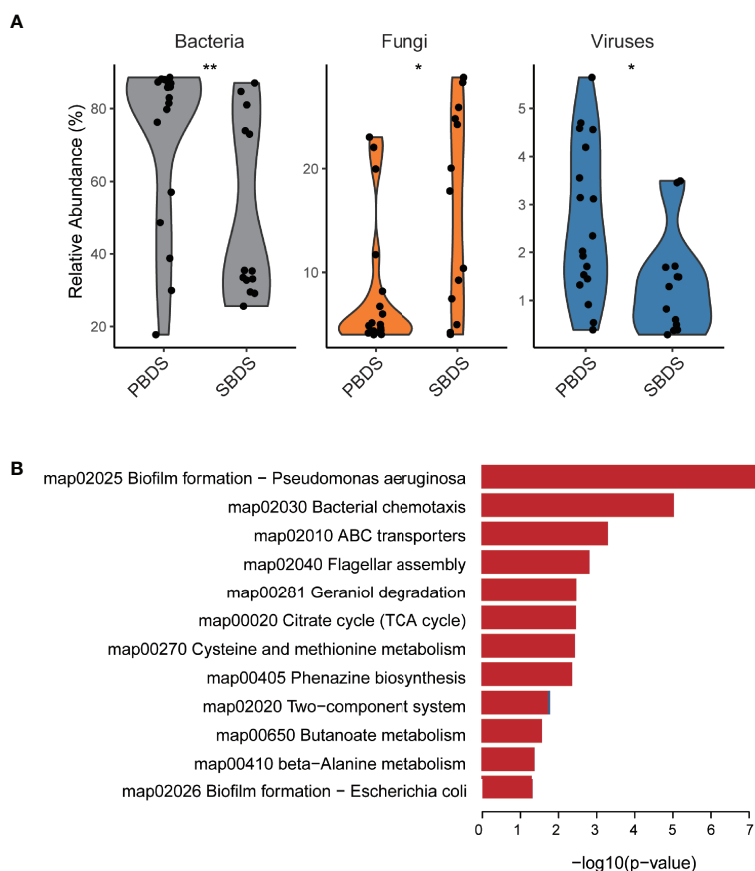 A
Bacteria
Fungi
Viruses
**
*
*
Relative Abundance (%)
80
60
40
20
20
10
5
4
3
2
1
PBDS
SBDS
PBDS
SBDS
PBDS
SBDS
B
map02025 Biofilm formation − Pseudomonas aeruginosa
map02030 Bacterial chemotaxis
map02010 ABC transporters
map02040 Flagellar assembly
map00281 Geraniol degradation
map00020 Citrate cycle (TCA cycle)
map00270 Cysteine and methionine metabolism
map00405 Phenazine biosynthesis
map02020 Two−component system
map00650 Butanoate metabolism
map00410 beta−Alanine metabolism
map02026 Biofilm formation − Escherichia coli
0 1 2 3 4 5 6 7
−log10(p−value)